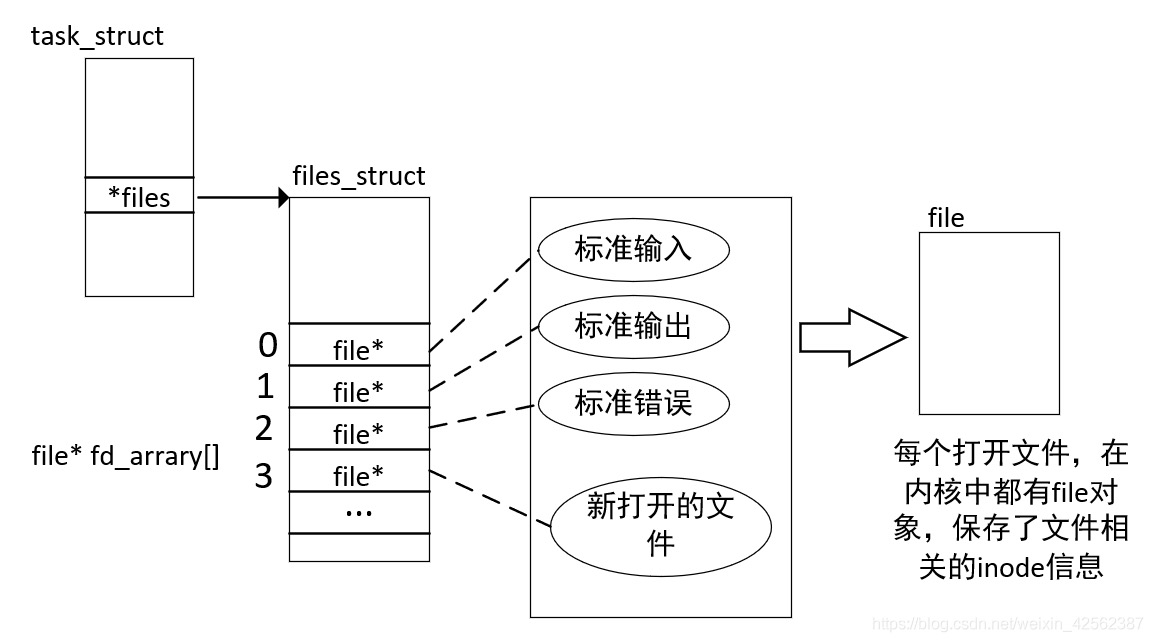 task_struct
*files
files_struct
0
file*
1
file*
2
file*
file* fd_arrary[]
3
file*
...
标准输入
标准输出
标准错误
新打开的文
件
file
每个打开文件，在
内核中都有file对
象，保存了文件相
关的inode信息
https://blog.csdn.net/weixin_42562387